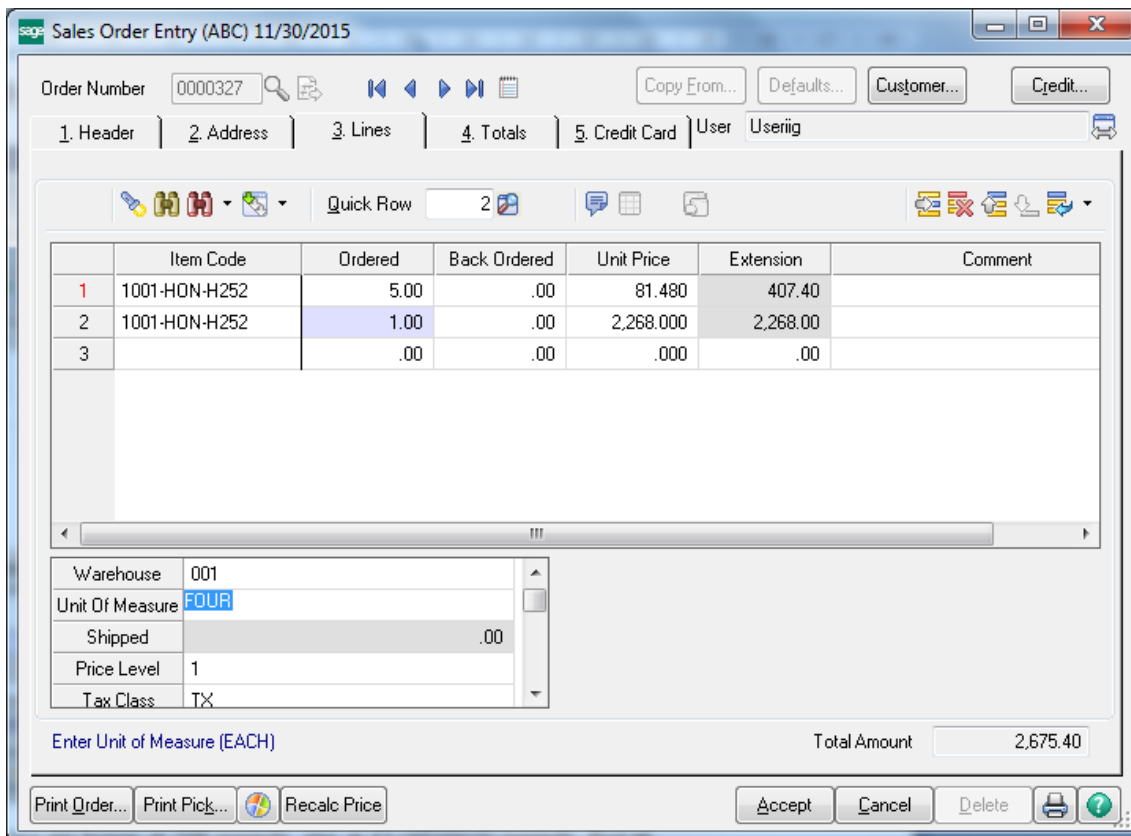 sage Sales Order Entry (ABC) 11/30/2015
Order Number 0000327 Copy From... Defaults... Customer... Credit...
1. Header 2. Address 3. Lines 4. Totals 5. Credit Card User Useriig
Quick Row 2
Item Code Ordered Back Ordered Unit Price Extension Comment
1 1001-HON-H252 5.00 .00 81.480 407.40
2 1001-HON-H252 1.00 .00 2,268.000 2,268.00
3 .00 .00 .000 .00
Warehouse 001
Unit Of Measure FOUR
Shipped .00
Price Level 1
Tax Class TX
Enter Unit of Measure (EACH) Total Amount 2,675.40
Print Order... Print Pick... Recalc Price Accept Cancel Delete ?